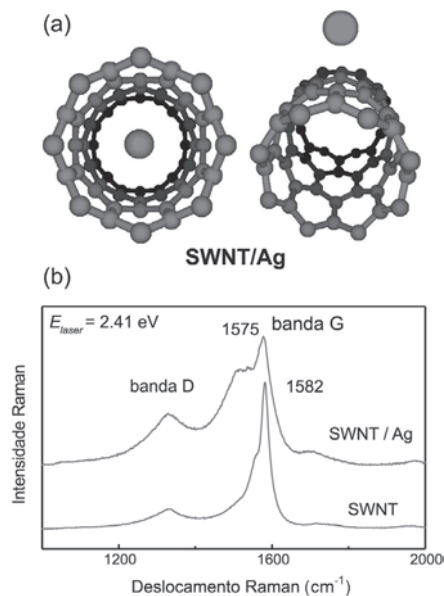 (a)
SWNT/Ag
(b)
E_laser = 2.41 eV
1575 banda G
banda D
1582
SWNT / Ag
SWNT
Intensidade Raman
1200 1600 2000
Deslocamento Raman (cm⁻¹)